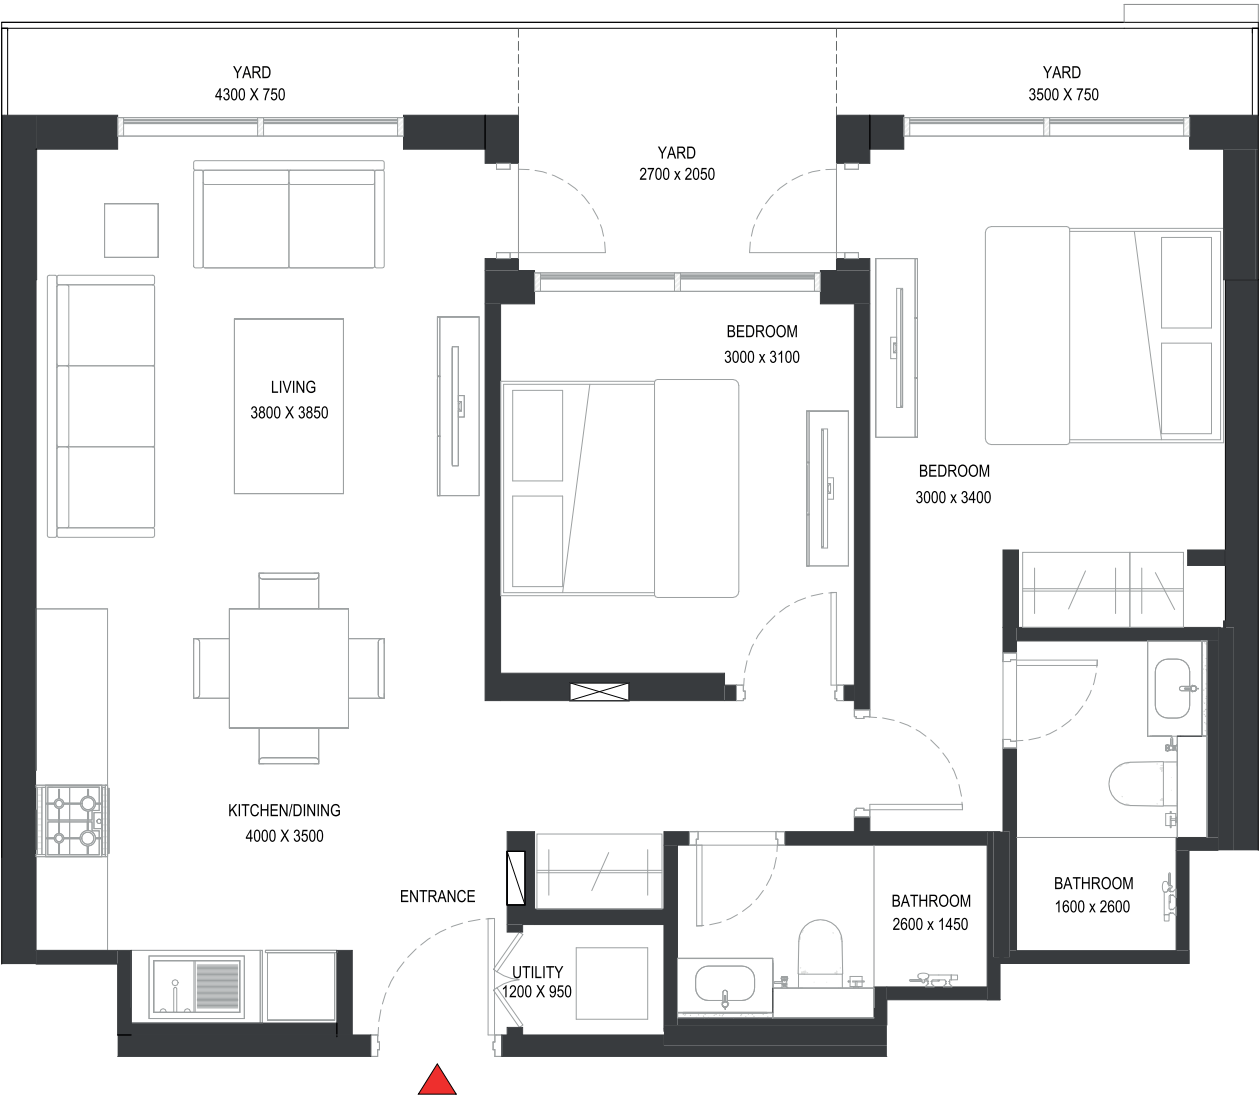 YARD
4300 X 750
YARD
3500 X 750
YARD
2700 x 2050
BEDROOM
3000 x 3100
LIVING
3800 X 3850
BEDROOM
3000 x 3400
KITCHEN/DINING
4000 X 3500
ENTRANCE
BATHROOM
1600 x 2600
BATHROOM
2600 x 1450
UTILITY
1200 X 950